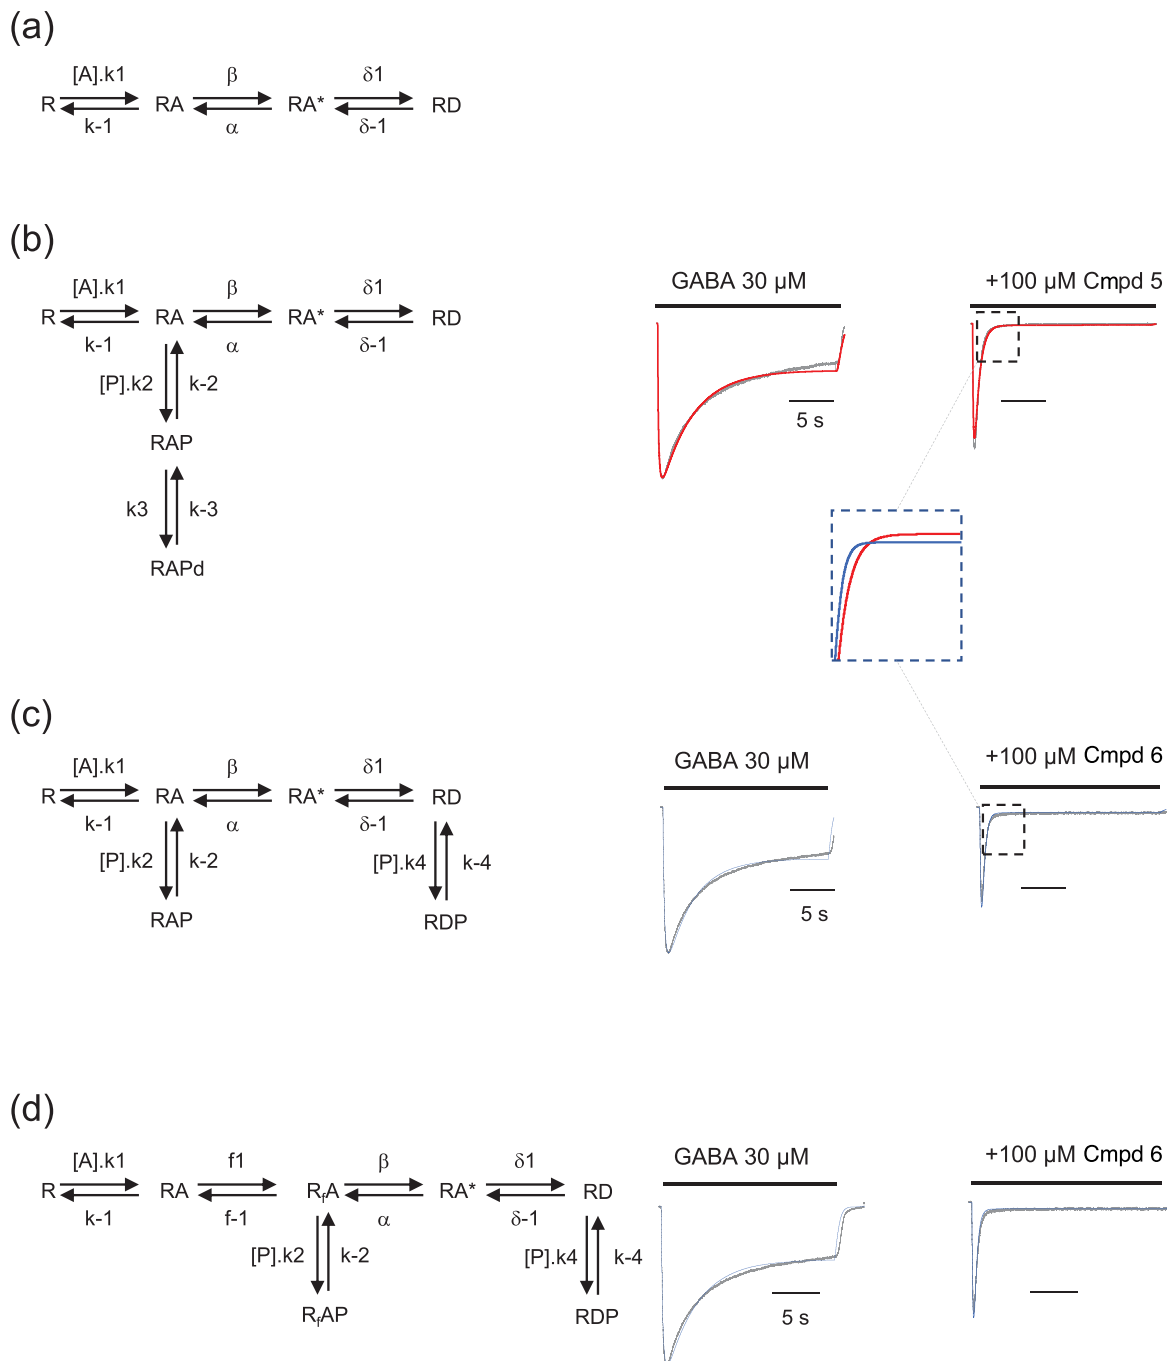 (a)
[A].k1 β δ1
R RA RA* RD
k-1 α δ-1
(b)
[A].k1 β δ1
R RA RA* RD
k-1 α δ-1
[P].k2 k-2
RAP
k3 k-3
RAPd
GABA 30 µM
+100 µM Cmpd 5
5 s
(c)
[A].k1 β δ1
R RA RA* RD
k-1 α δ-1
[P].k2 k-2 [P].k4 k-4
RAP RDP
GABA 30 µM
+100 µM Cmpd 6
5 s
(d)
[A].k1 f1 β δ1
R RA RfA RA* RD
k-1 f-1 α δ-1
[P].k2 k-2 [P].k4 k-4
RfAP RDP
GABA 30 µM
+100 µM Cmpd 6
5 s